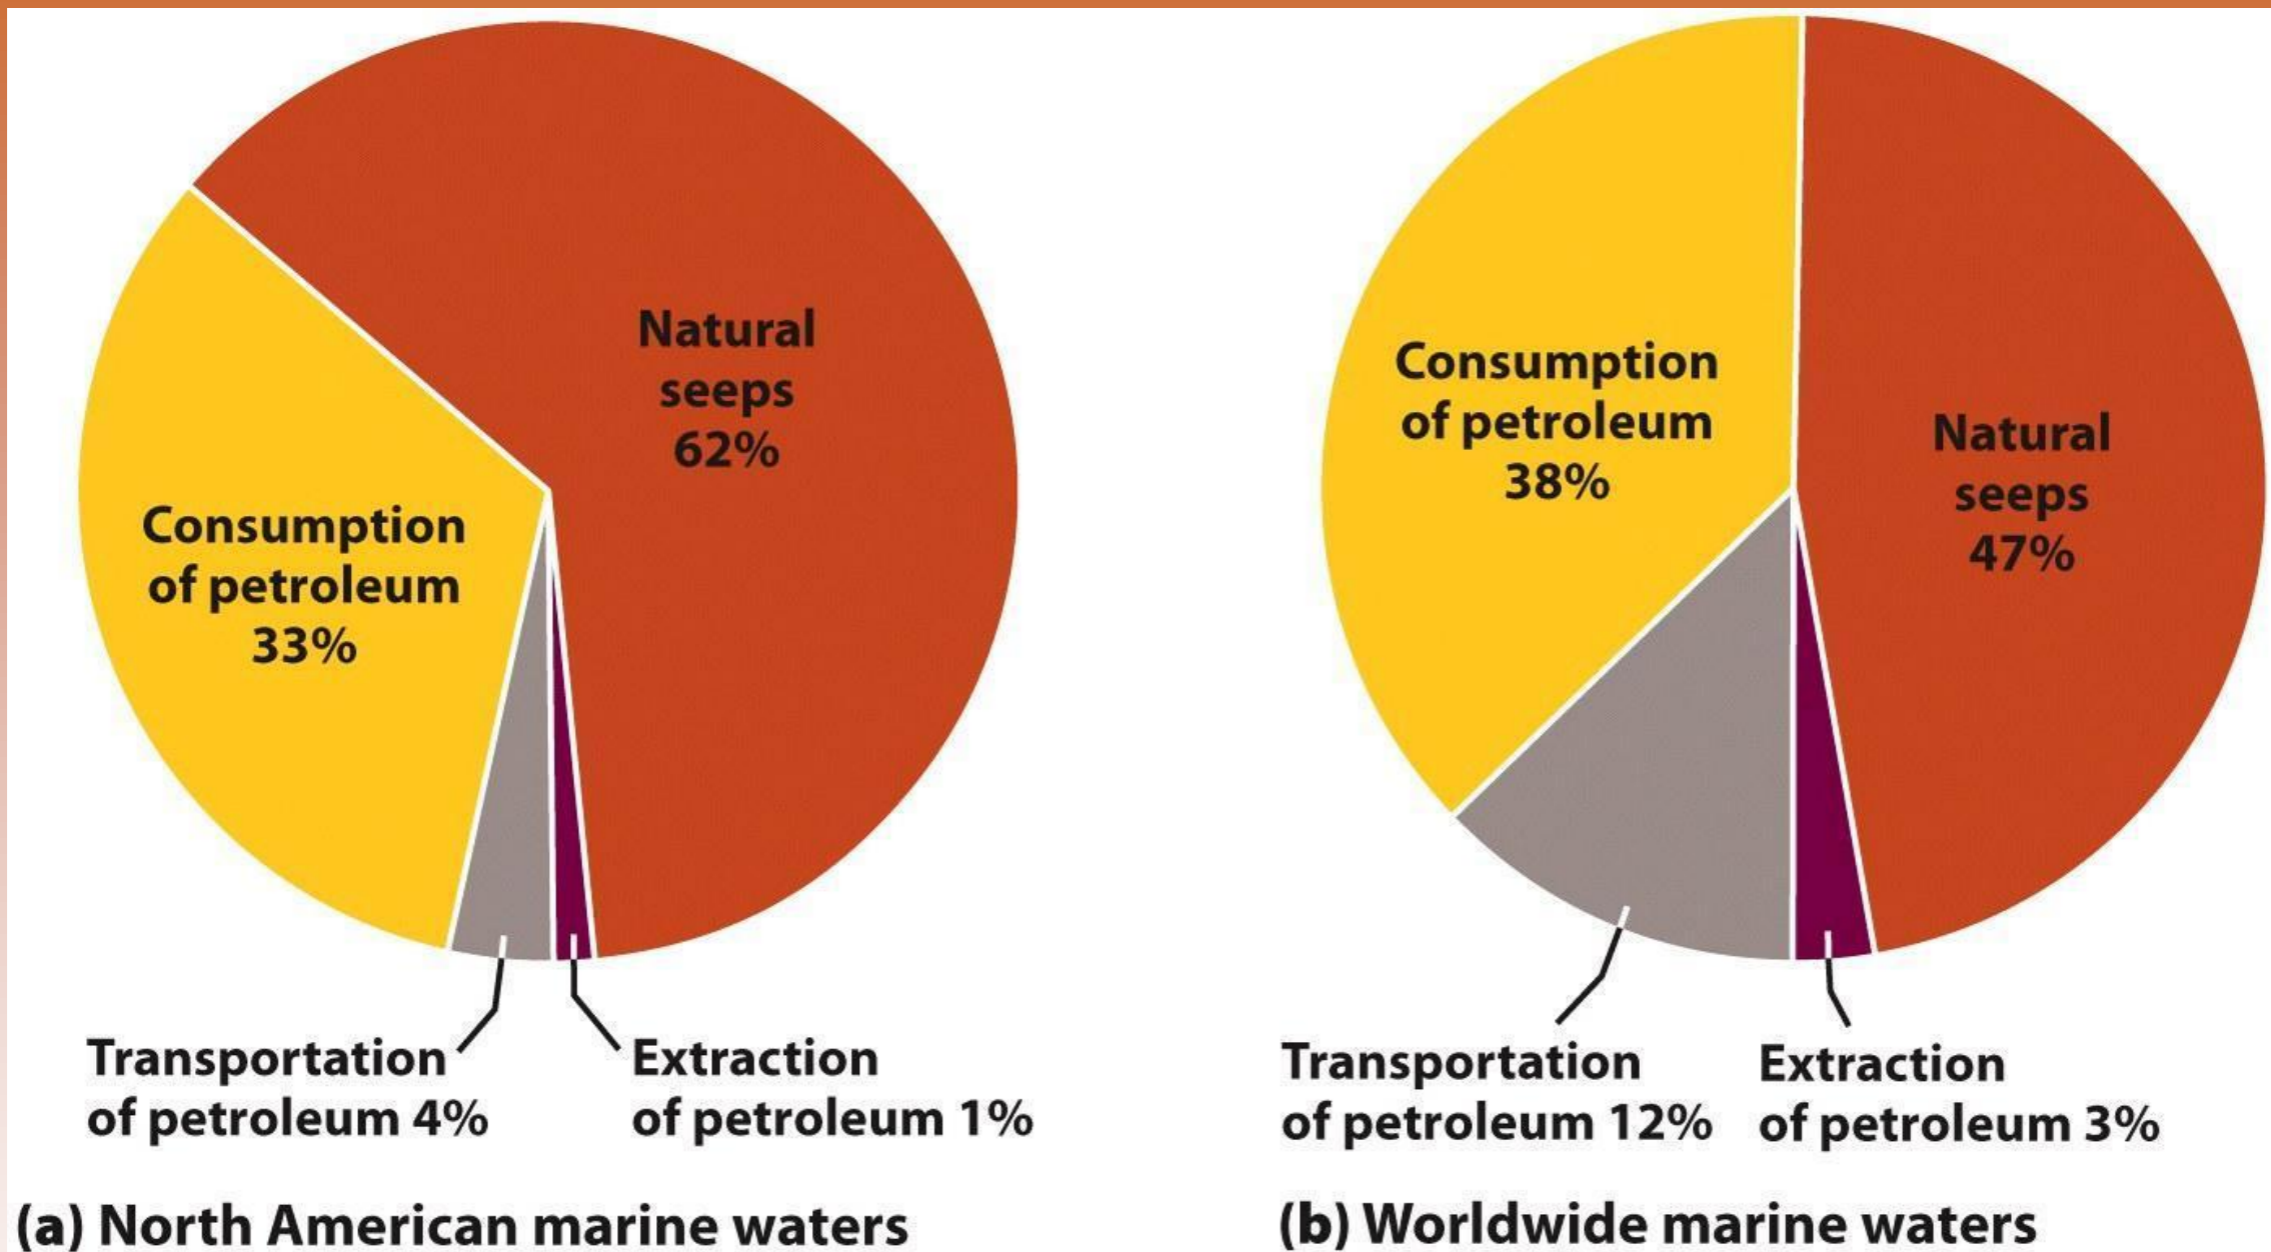 Natural
seeps
62%
Consumption
of petroleum
33%
Transportation
of petroleum 4%
Extraction
of petroleum 1%
(a) North American marine waters
Consumption
of petroleum
38%
Natural
seeps
47%
Transportation
of petroleum 12%
Extraction
of petroleum 3%
(b) Worldwide marine waters